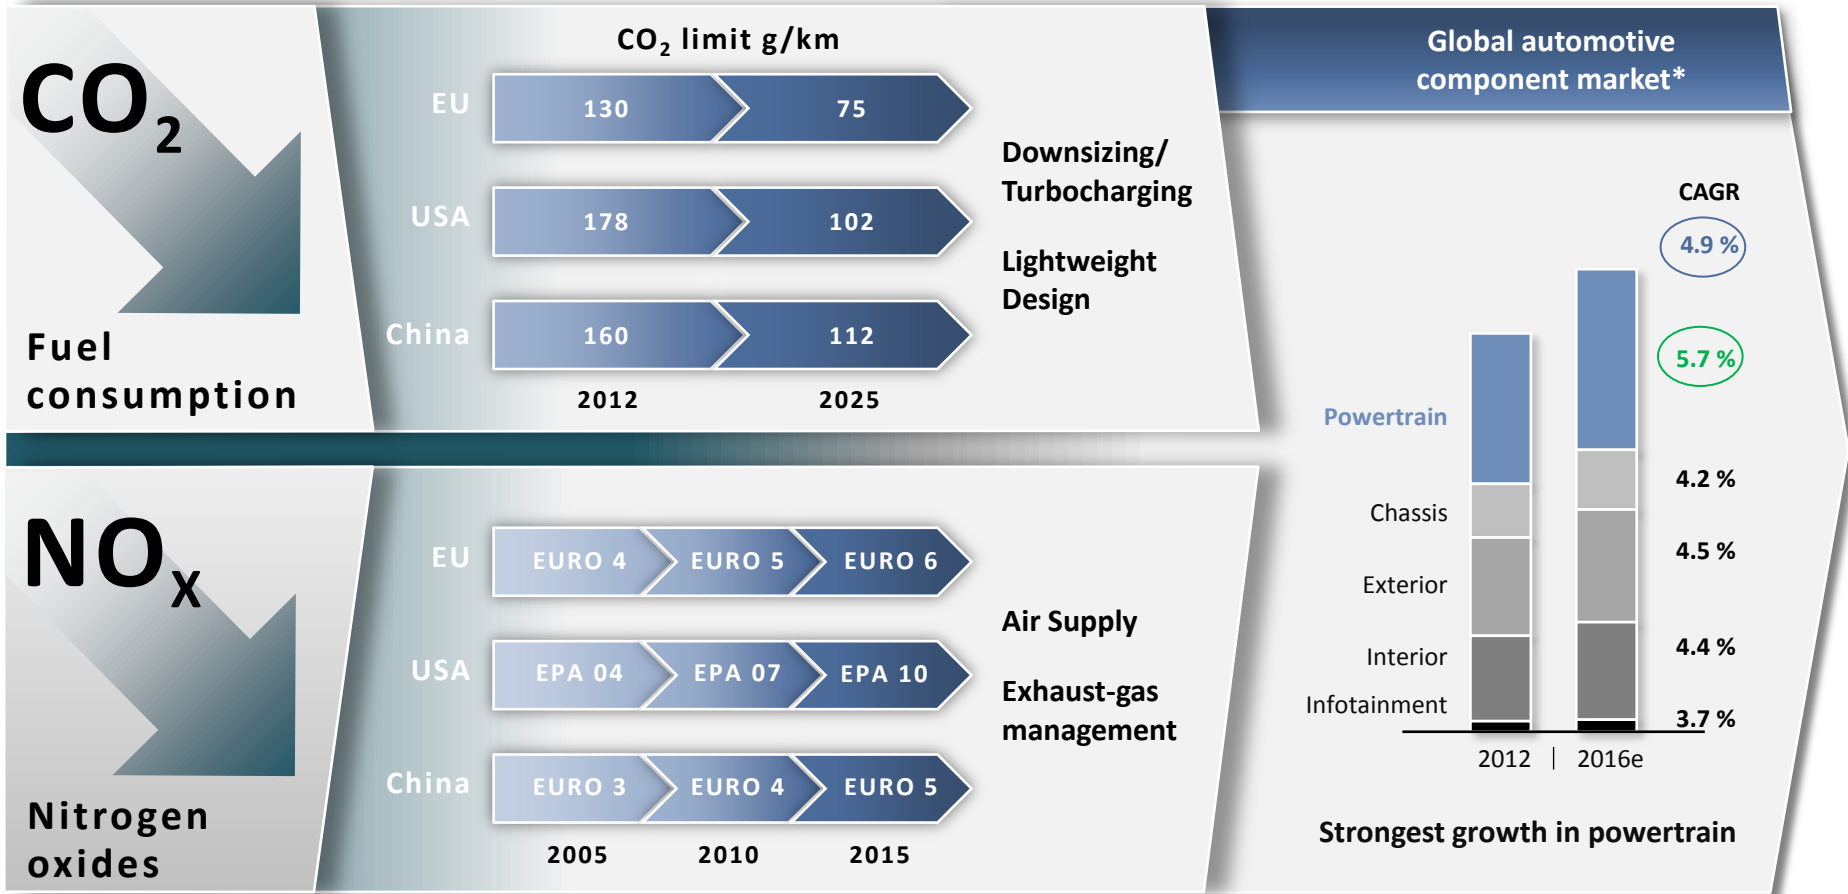 CO2
Fuel
consumption
CO2 limit g/km
EU 130 75
USA 178 102
China 160 112
2012 2025
Downsizing/
Turbocharging
Lightweight
Design
NOX
Nitrogen
oxides
EU EURO 4 EURO 5 EURO 6
USA EPA 04 EPA 07 EPA 10
China EURO 3 EURO 4 EURO 5
2005 2010 2015
Air Supply
Exhaust-gas
management
Global automotive
component market*
CAGR
4.9 %
5.7 %
Powertrain
4.2 %
Chassis
4.5 %
Exterior
4.4 %
Interior
Infotainment
3.7 %
2012 | 2016e
Strongest growth in powertrain